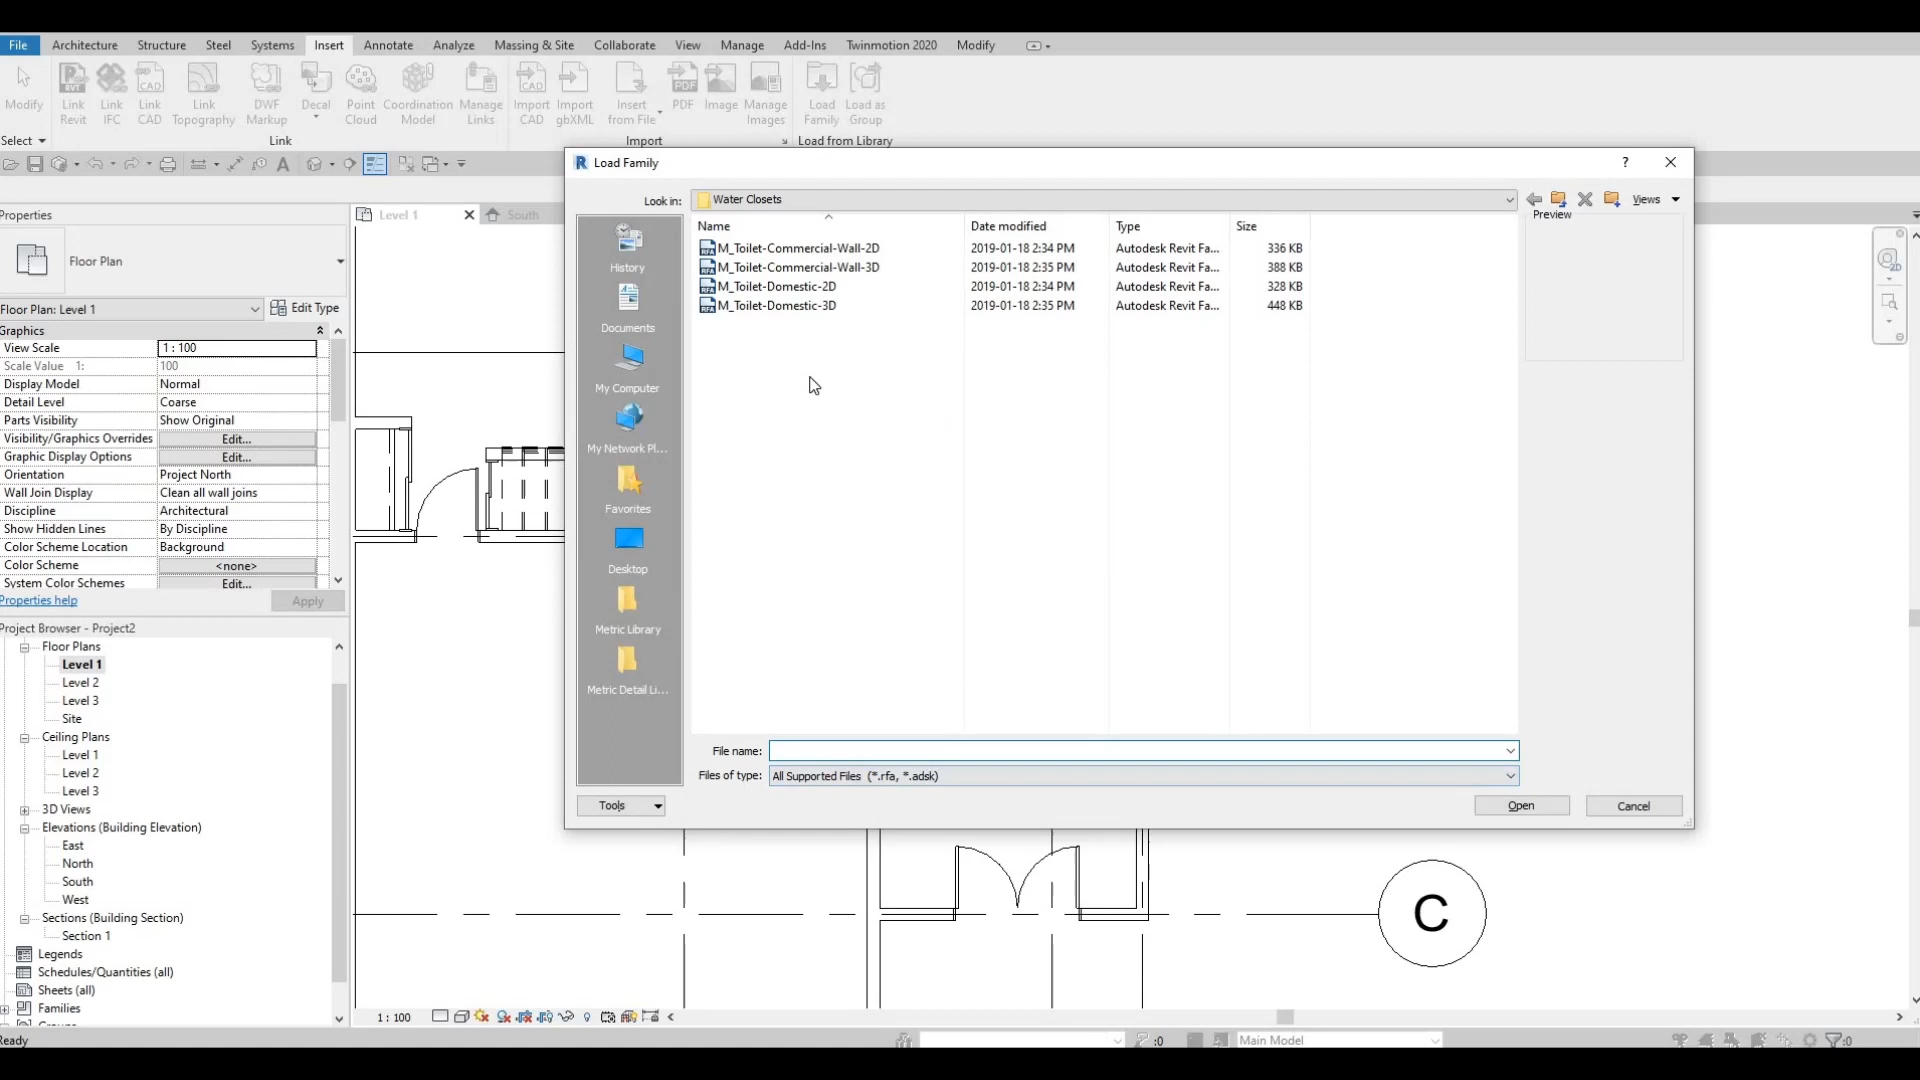 File Architecture Structure Steel Systems Insert Annotate Analyze Massing & Site Collaborate View Manage Add-Ins Twinmotion 2020 Modify
Modify Link Revit Link IFC Link CAD Link Topography DWF Markup Decal Point Cloud Coordination Model Manage Links Import CAD Import gbXML Insert from File PDF Image Manage Images Load Family Load as Group
Select Link Import Load from Library
Load Family
Properties
Level 1
South
Floor Plan
Floor Plan: Level 1
Edit Type
Graphics
View Scale 1 : 100
Scale Value 1: 100
Display Model Normal
Detail Level Coarse
Parts Visibility Show Original
Visibility/Graphics Overrides Edit...
Graphic Display Options Edit...
Orientation Project North
Wall Join Display Clean all wall joins
Discipline Architectural
Show Hidden Lines By Discipline
Color Scheme Location Background
Color Scheme <none>
System Color Schemes Edit...
Properties help Apply
Project Browser - Project2
Floor Plans
Level 1
Level 2
Level 3
Site
Ceiling Plans
Level 1
Level 2
Level 3
3D Views
Elevations (Building Elevation)
East
North
South
West
Sections (Building Section)
Section 1
Legends
Schedules/Quantities (all)
Sheets (all)
Families
Look in: Water Closets Views
Preview
History
Documents
My Computer
My Network Pl...
Favorites
Desktop
Metric Library
Metric Detail Li...
Name Date modified Type Size
M_Toilet-Commercial-Wall-2D 2019-01-18 2:34 PM Autodesk Revit Fa... 336 KB
M_Toilet-Commercial-Wall-3D 2019-01-18 2:35 PM Autodesk Revit Fa... 388 KB
M_Toilet-Domestic-2D 2019-01-18 2:34 PM Autodesk Revit Fa... 328 KB
M_Toilet-Domestic-3D 2019-01-18 2:35 PM Autodesk Revit Fa... 448 KB
File name:
Files of type: All Supported Files (*.rfa, *.adsk)
Tools Open Cancel
C
1 : 100
Ready
:0
Main Model
:0